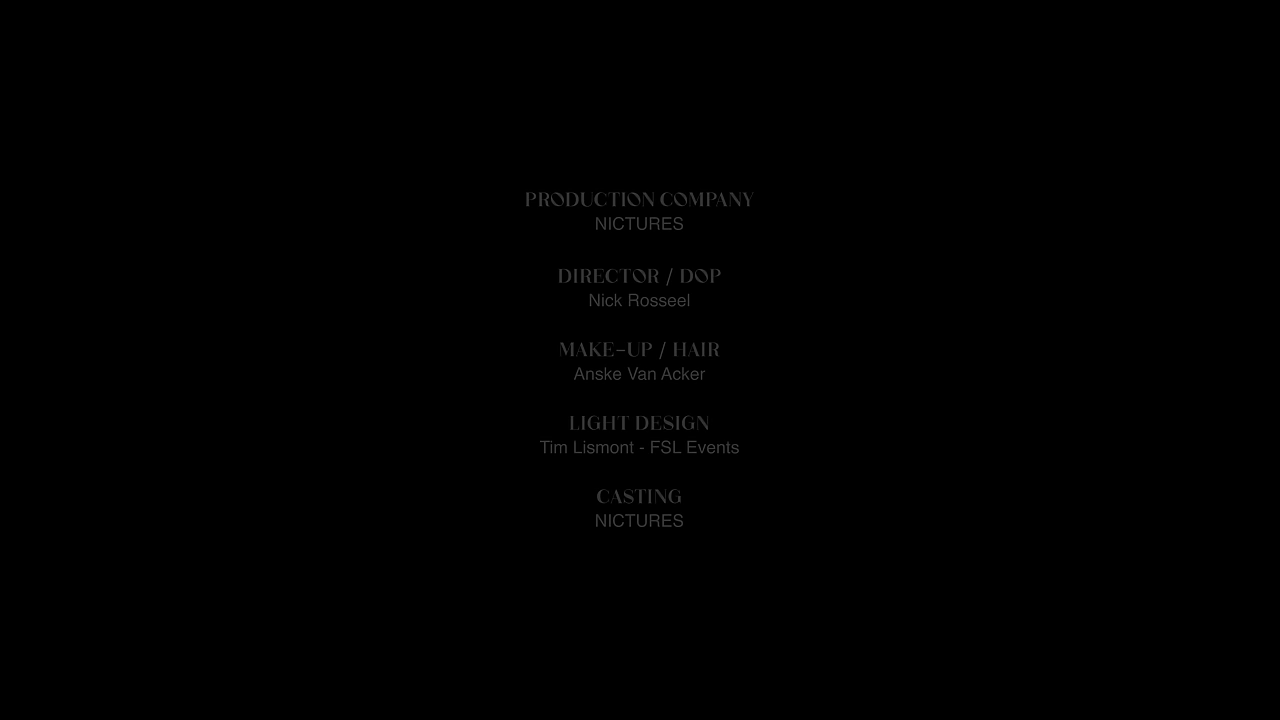 PRODUCTION COMPANY
NICTURES
DIRECTOR / DOP
Nick Rosseel
MAKE-UP / HAIR
Anske Van Acker
LIGHT DESIGN
Tim Lismont - FSL Events
CASTING
NICTURES